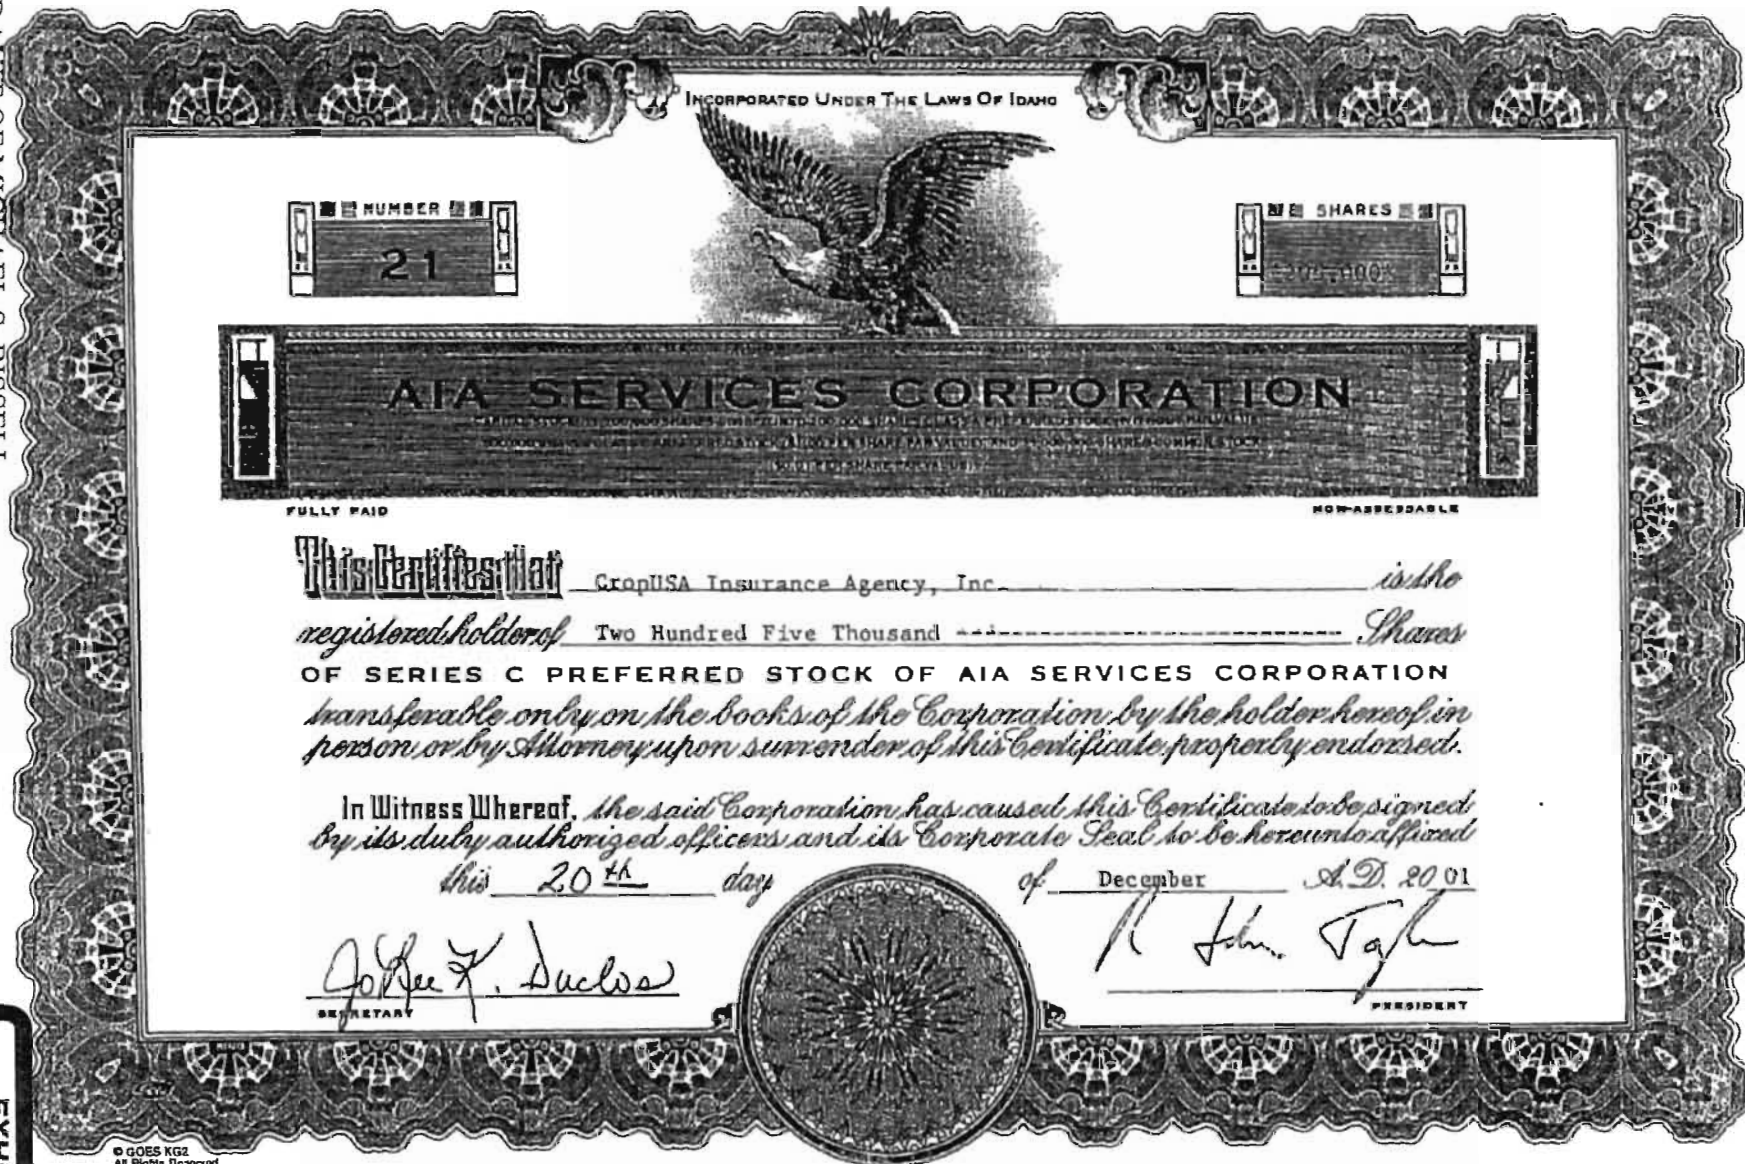 INCORPORATED UNDER THE LAWS OF IDAHO
NUMBER
21
SHARES
AIA SERVICES CORPORATION
FULLY PAID
NON-ASSESSABLE
This Certifies that CropUSA Insurance Agency, Inc. is the
registered holder of Two Hundred Five Thousand Shares
OF SERIES C PREFERRED STOCK OF AIA SERVICES CORPORATION
transferable only on the books of the Corporation by the holder hereof in
person or by Attorney upon surrender of this Certificate properly endorsed.
In Witness Whereof, the said Corporation has caused this Certificate to be signed
by its duly authorized officers and its Corporate Seal to be hereunto affixed
this 20th day of December A.D. 2001
JoLee K. Duclos
R John Taylor
SECRETARY
PRESIDENT
© GOES KG2
All Rights Reserved